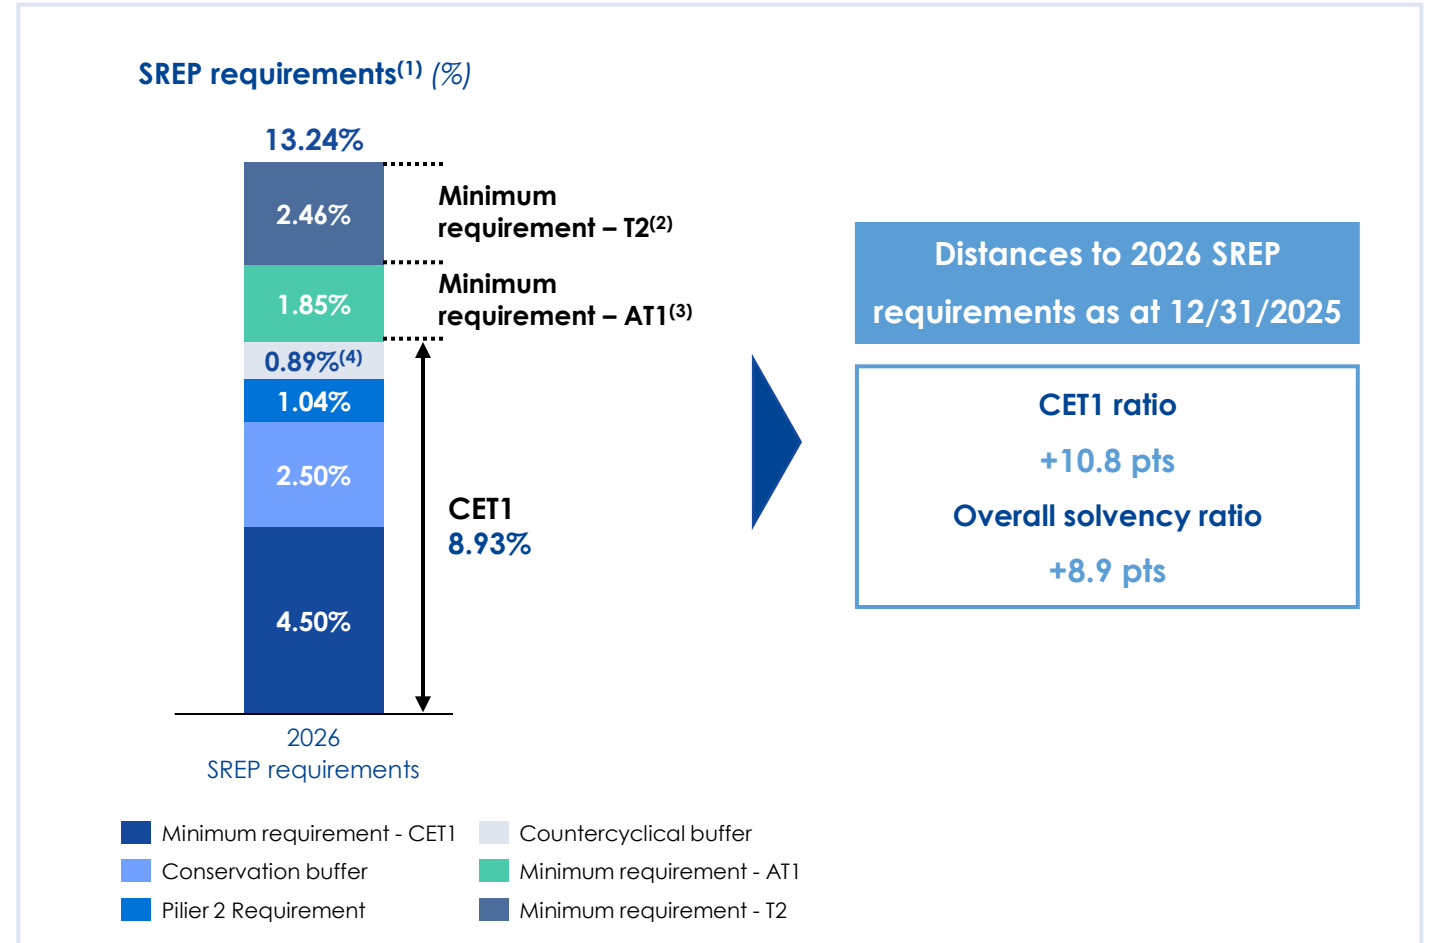 SREP requirements(1) (%)
13.24%
2.46%
Minimum
requirement – T2(2)
1.85%
Minimum
requirement – AT1(3)
0.89%(4)
1.04%
2.50%
4.50%
CET1
8.93%
2026
SREP requirements
Distances to 2026 SREP
requirements as at 12/31/2025
CET1 ratio
+10.8 pts
Overall solvency ratio
+8.9 pts
Minimum requirement - CET1
Countercyclical buffer
Conservation buffer
Minimum requirement - AT1
Pilier 2 Requirement
Minimum requirement - T2